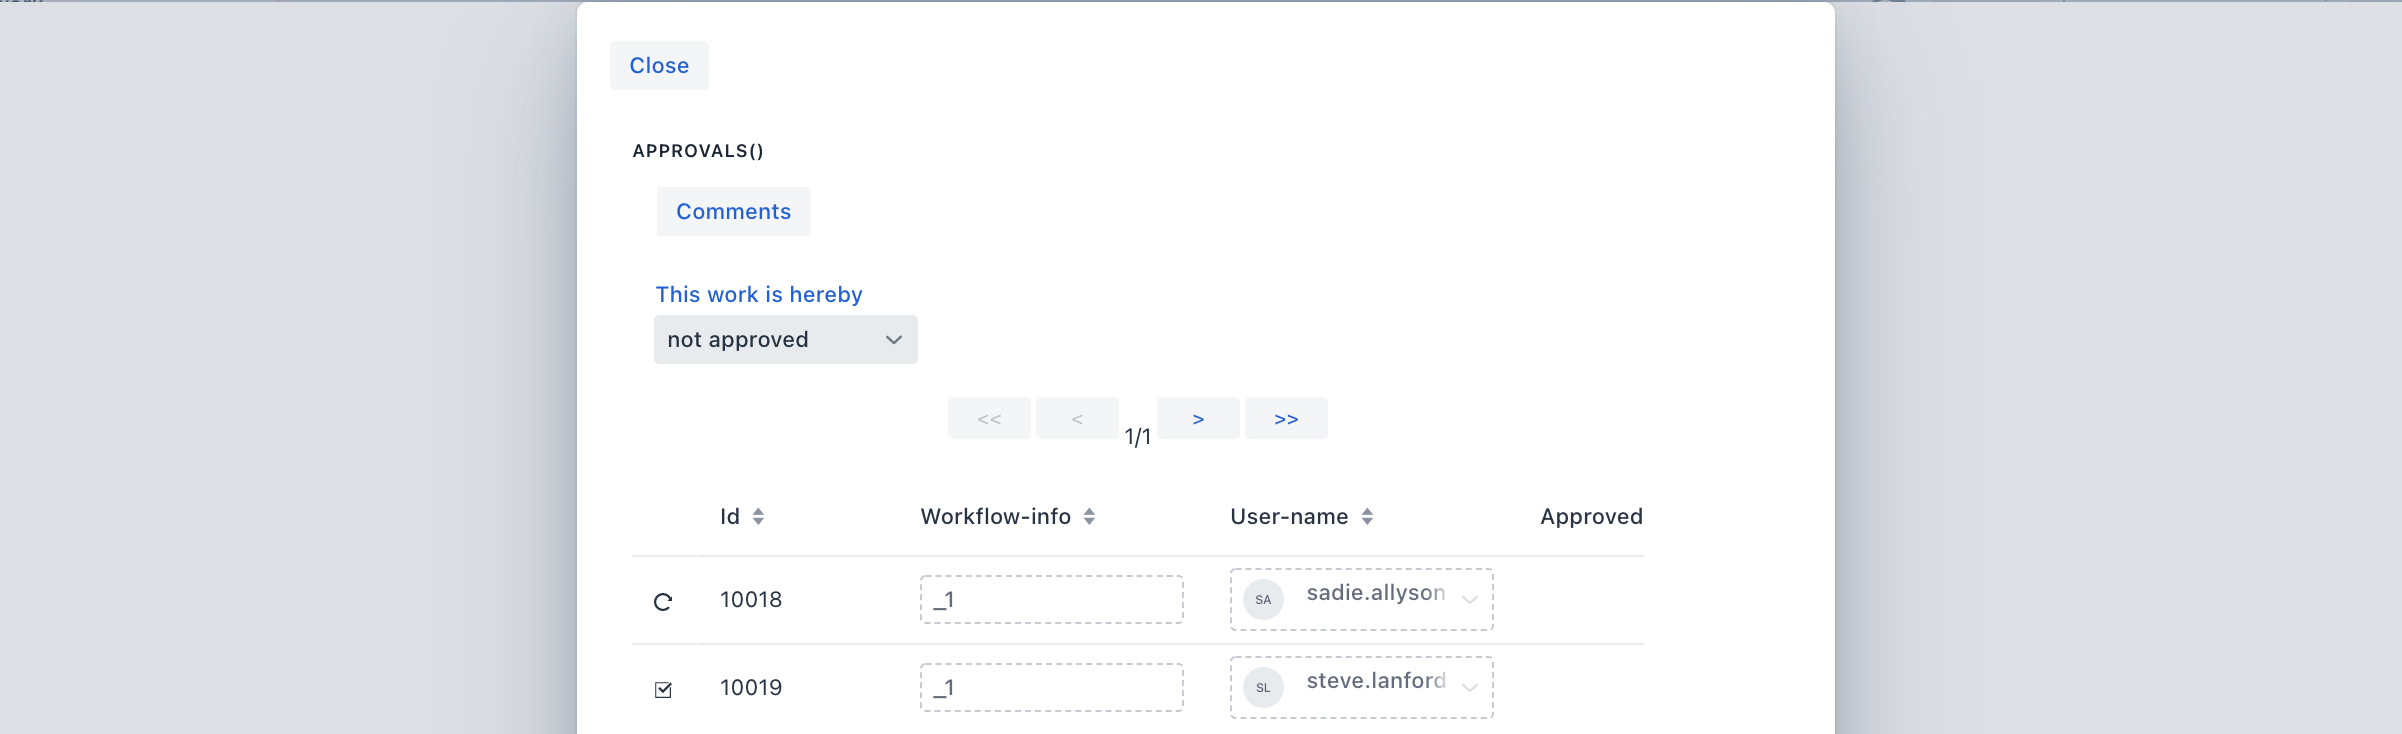 Close
APPROVALS()
Comments
This work is hereby
not approved
<< < 1/1 > >>
Id Workflow-info User-name Approved
10018 _1 SA sadie.allyson
10019 _1 SL steve.lanford